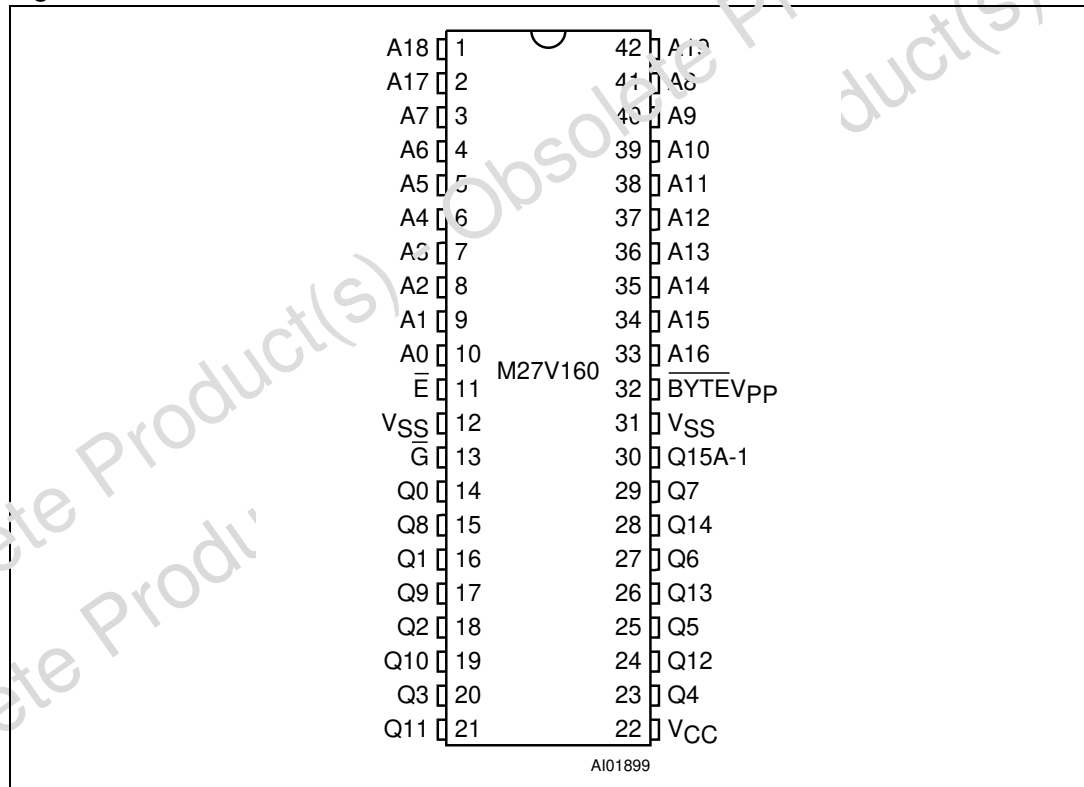 A18 1 42 A19
A17 2 41 A8
A7 3 40 A9
A6 4 39 A10
A5 5 38 A11
A4 6 37 A12
A3 7 36 A13
A2 8 35 A14
A1 9 34 A15
A0 10 33 A16
M27V160
E̅ 11 32 B̅Y̅T̅E̅VPP
VSS 12 31 VSS
G̅ 13 30 Q15A-1
Q0 14 29 Q7
Q8 15 28 Q14
Q1 16 27 Q6
Q9 17 26 Q13
Q2 18 25 Q5
Q10 19 24 Q12
Q3 20 23 Q4
Q11 21 22 VCC
AI01899
Product(s) - Obsolete